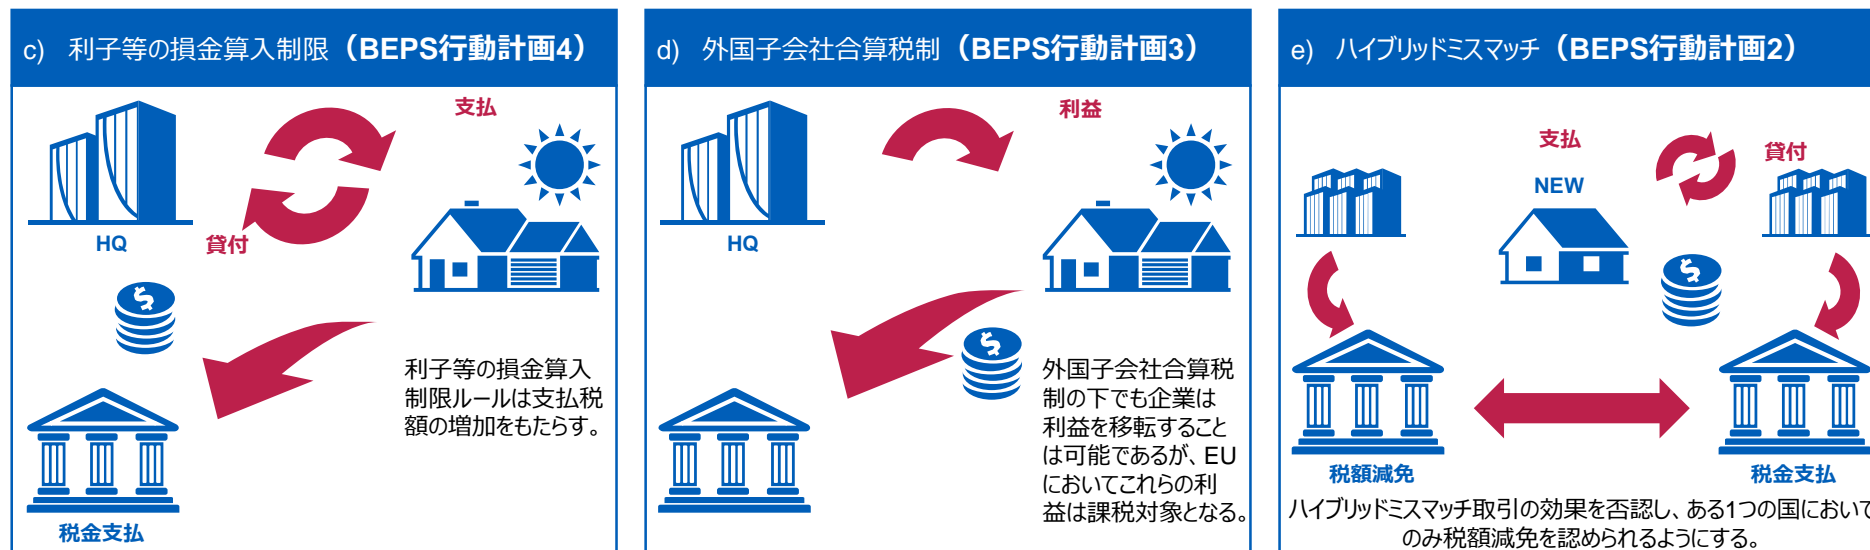 c) 利子等の損金算入制限（BEPS行動計画4）
支払
HQ
貸付
利子等の損金算入
制限ルールは支払税
額の増加をもたらす。
税金支払
d) 外国子会社合算税制（BEPS行動計画3）
利益
HQ
外国子会社合算税
制の下でも企業は
利益を移転すること
は可能であるが、EU
においてこれらの利
益は課税対象となる。
e) ハイブリッドミスマッチ（BEPS行動計画2）
支払
貸付
NEW
税額減免
税金支払
ハイブリッドミスマッチ取引の効果を否認し、ある1つの国において
のみ税額減免を認められるようにする。